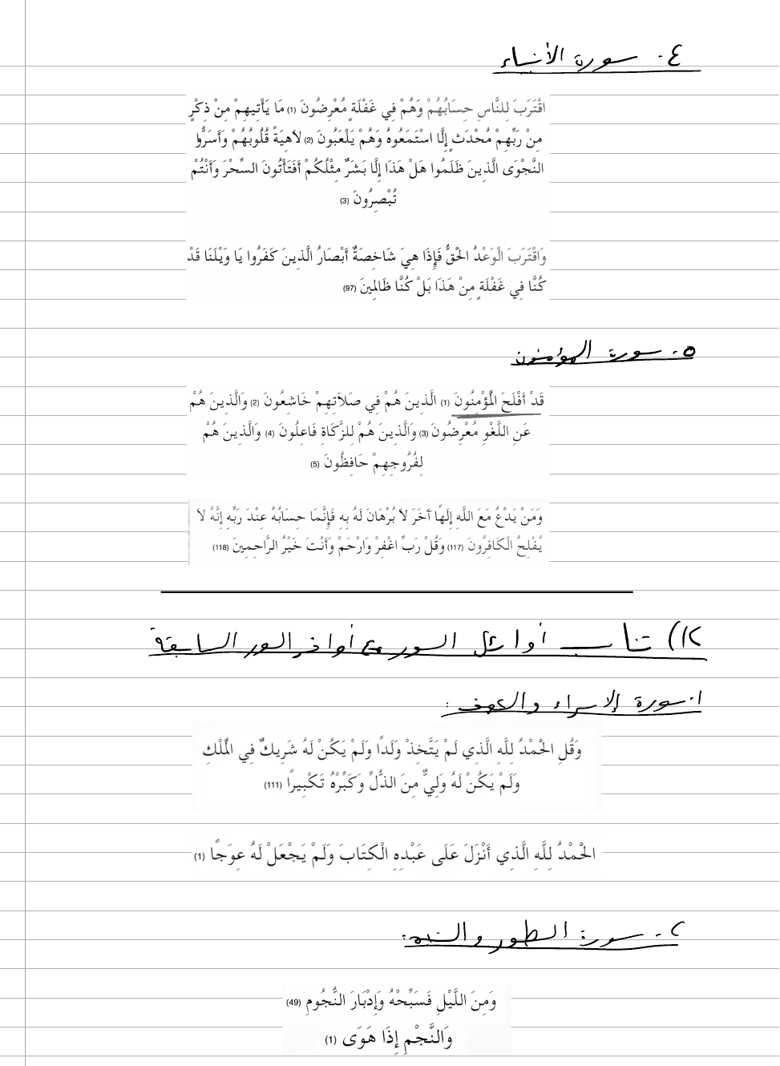 ٤. سورة الأنبياء
اقْتَرَبَ لِلنَّاسِ حِسَابُهُمْ وَهُمْ فِي غَفْلَةٍ مُعْرِضُونَ (1) مَا يَأْتِيهِمْ مِنْ ذِكْرٍ
مِنْ رَبِّهِمْ مُحْدَثٍ إِلَّا اسْتَمَعُوهُ وَهُمْ يَلْعَبُونَ (2) لَاهِيَةً قُلُوبُهُمْ وَأَسَرُّوا
النَّجْوَى الَّذِينَ ظَلَمُوا هَلْ هَذَا إِلَّا بَشَرٌ مِثْلُكُمْ أَفَتَأْتُونَ السِّحْرَ وَأَنْتُمْ
تُبْصِرُونَ (3)
وَاقْتَرَبَ الْوَعْدُ الْحَقُّ فَإِذَا هِيَ شَاخِصَةٌ أَبْصَارُ الَّذِينَ كَفَرُوا يَا وَيْلَنَا قَدْ
كُنَّا فِي غَفْلَةٍ مِنْ هَذَا بَلْ كُنَّا ظَالِمِينَ (97)
٥. سورة المؤمنون
قَدْ أَفْلَحَ الْمُؤْمِنُونَ (1) الَّذِينَ هُمْ فِي صَلَاتِهِمْ خَاشِعُونَ (2) وَالَّذِينَ هُمْ
عَنِ اللَّغْوِ مُعْرِضُونَ (3) وَالَّذِينَ هُمْ لِلزَّكَاةِ فَاعِلُونَ (4) وَالَّذِينَ هُمْ
لِفُرُوجِهِمْ حَافِظُونَ (5)
وَمَنْ يَدْعُ مَعَ اللَّهِ إِلَهًا آخَرَ لَا بُرْهَانَ لَهُ بِهِ فَإِنَّمَا حِسَابُهُ عِنْدَ رَبِّهِ إِنَّهُ لَا
يُفْلِحُ الْكَافِرُونَ (117) وَقُلْ رَبِّ اغْفِرْ وَارْحَمْ وَأَنْتَ خَيْرُ الرَّاحِمِينَ (118)
٢) تناسب أوائل السور مع أواخر السور السابقة
١. سورة الإسراء والكهف:
وَقُلِ الْحَمْدُ لِلَّهِ الَّذِي لَمْ يَتَّخِذْ وَلَدًا وَلَمْ يَكُنْ لَهُ شَرِيكٌ فِي الْمُلْكِ
وَلَمْ يَكُنْ لَهُ وَلِيٌّ مِنَ الذُّلِّ وَكَبِّرْهُ تَكْبِيرًا (111)
الْحَمْدُ لِلَّهِ الَّذِي أَنْزَلَ عَلَى عَبْدِهِ الْكِتَابَ وَلَمْ يَجْعَلْ لَهُ عِوَجًا (1)
٢. سورة الطور والنجم:
وَمِنَ اللَّيْلِ فَسَبِّحْهُ وَإِدْبَارَ النُّجُومِ (49)
وَالنَّجْمِ إِذَا هَوَى (1)